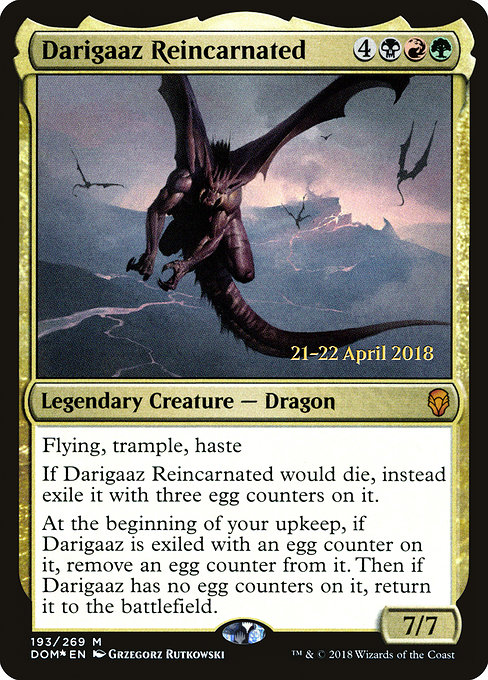 Darigaaz Reincarnated 4
21–22 April 2018
Legendary Creature — Dragon
Flying, trample, haste
If Darigaaz Reincarnated would die, instead
exile it with three egg counters on it.
At the beginning of your upkeep, if
Darigaaz is exiled with an egg counter on
it, remove an egg counter from it. Then if
Darigaaz has no egg counters on it, return
it to the battlefield.
7/7
193/269 M
DOM★EN Grzegorz Rutkowski ™ & © 2018 Wizards of the Coast